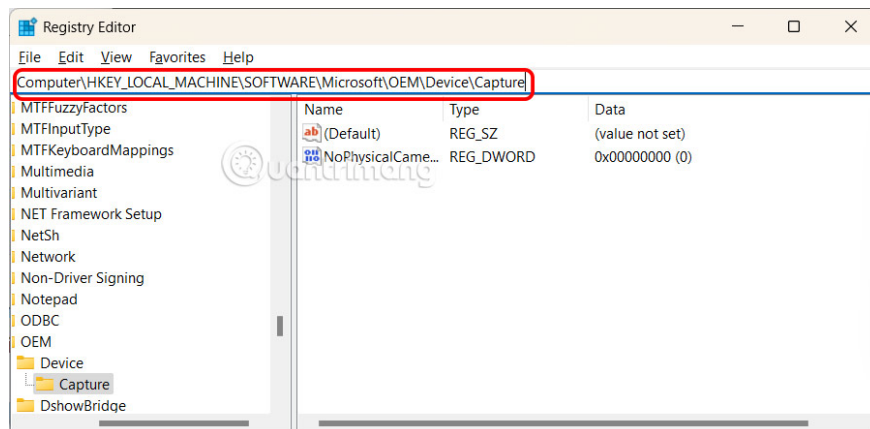 Registry Editor
File Edit View Favorites Help
Computer\HKEY_LOCAL_MACHINE\SOFTWARE\Microsoft\OEM\Device\Capture
MTFFuzzyFactors
MTFInputType
MTFKeyboardMappings
Multimedia
Multivariant
NET Framework Setup
NetSh
Network
Non-Driver Signing
Notepad
ODBC
OEM
Device
Capture
DshowBridge
Name Type Data
ab (Default) REG_SZ (value not set)
NoPhysicalCame... REG_DWORD 0x00000000 (0)
uantrimang